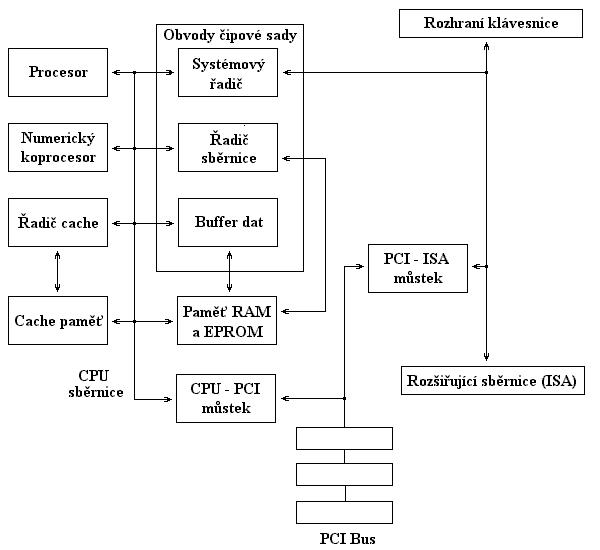 Rozhraní klávesnice
Obvody čipové sady
Procesor
Systémový
řadič
Numerický
koprocesor
Řadič
sběrnice
Řadič cache
Buffer dat
PCI - ISA
můstek
Cache paměť
Paměť RAM
a EPROM
CPU
sběrnice
CPU - PCI
můstek
Rozšiřující sběrnice (ISA)
PCI Bus